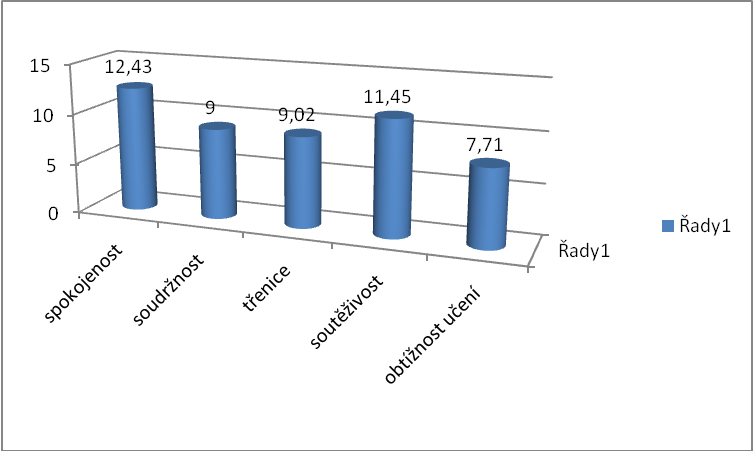 15
10
5
0
12,43
9
9,02
11,45
7,71
spokojenost
soudržnost
třenice
soutěživost
obtížnost učení
Řady1
Řady1